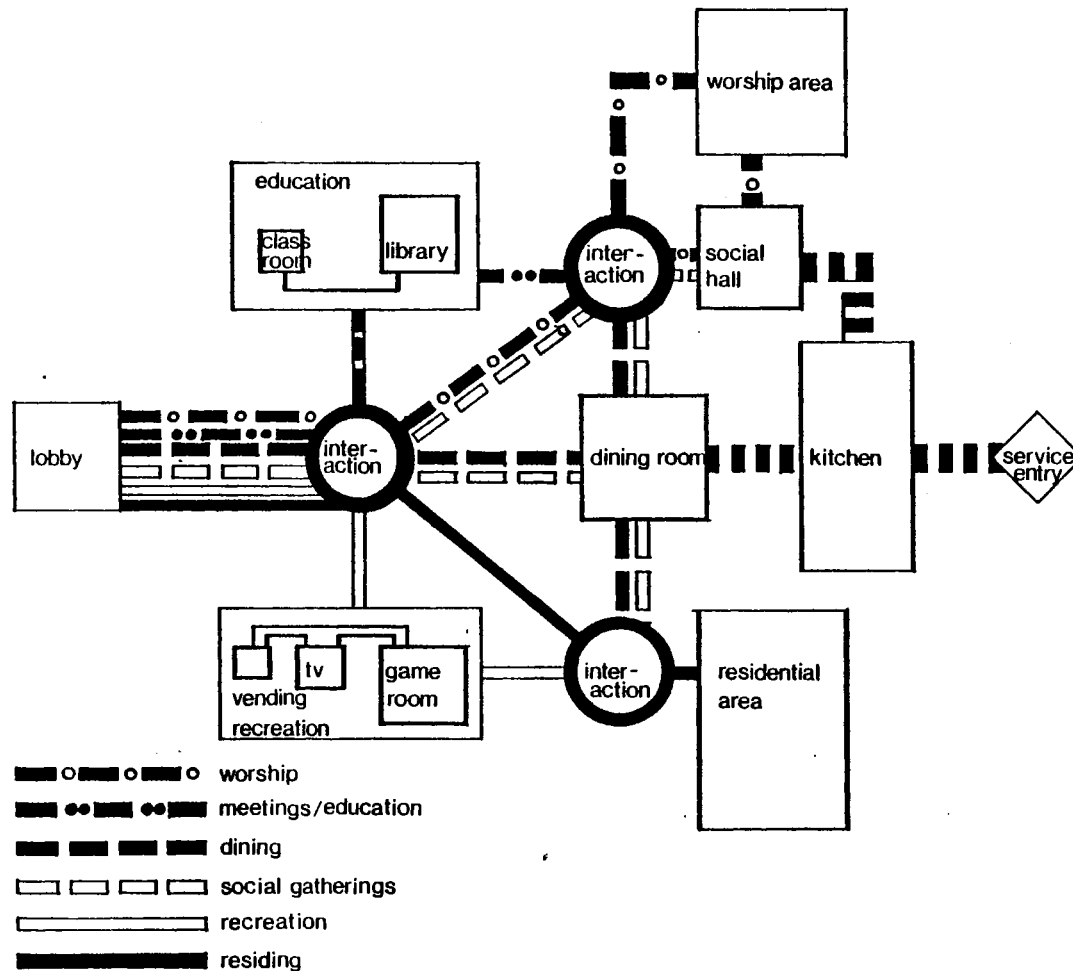 worship area
education
class
room
library
inter-
action
social
hall
lobby
inter-
action
dining room
kitchen
service
entry
inter-
action
residential
area
tv
game
room
vending
recreation
worship
meetings/education
dining
social gatherings
recreation
residing